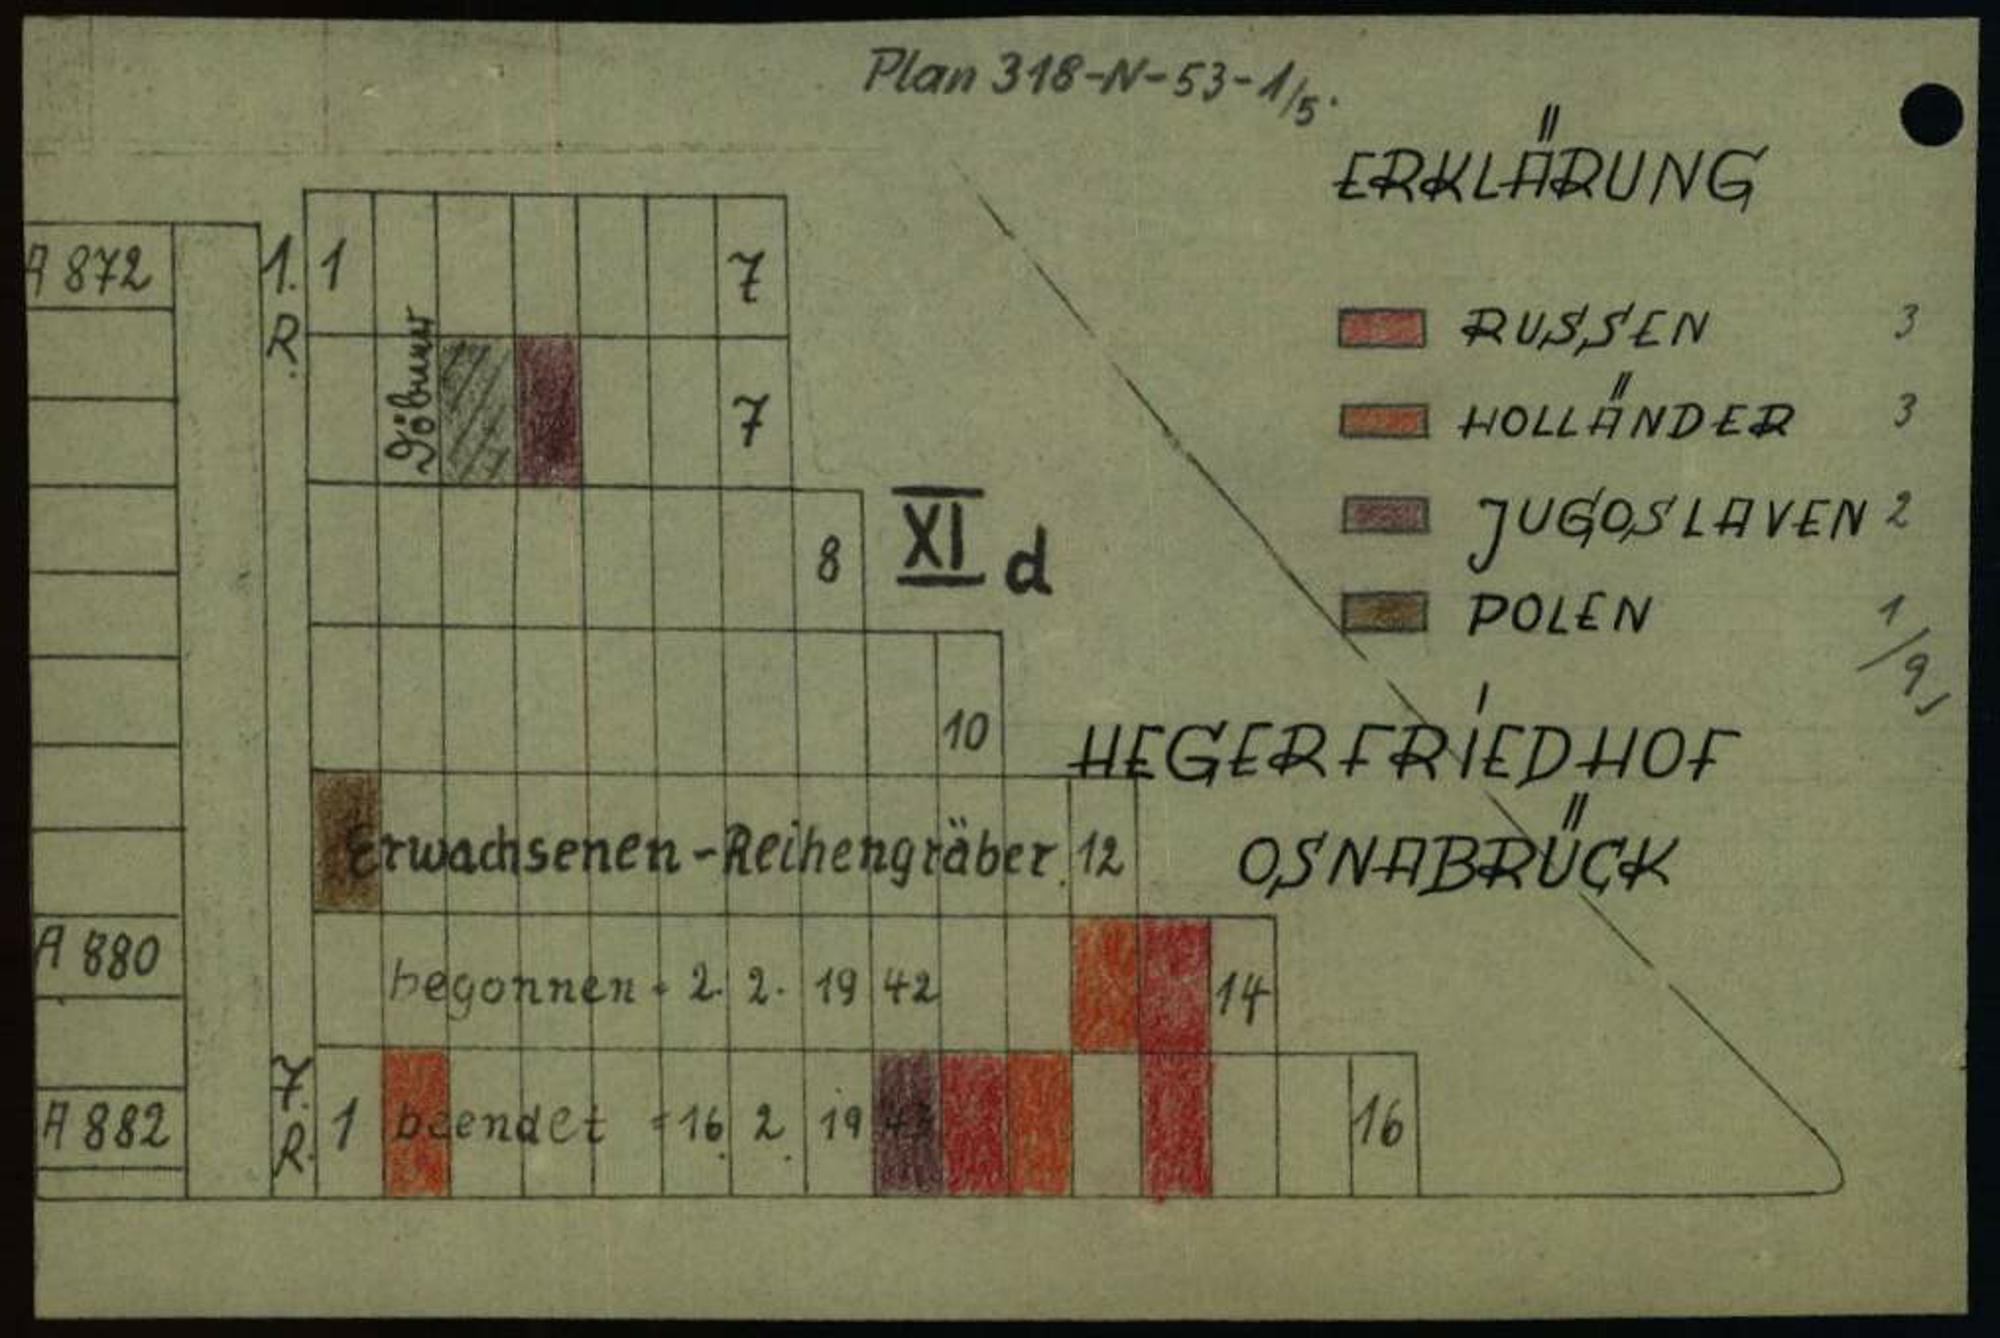 Plan 318-N-53-1/5.
ERKLÄRUNG
RUSSEN 3
HOLLÄNDER 3
JUGOSLAVEN 2
POLEN 1
/9
A 872
A 880
A 882
1. R.
1 7
7
8
XI d
10
HEGERFRIEDHOF
OSNABRÜCK
Erwachsenen-Reihengräber. 12
begonnen = 2. 2. 1942 14
7. R.
1 beendet = 16. 2. 1943 16